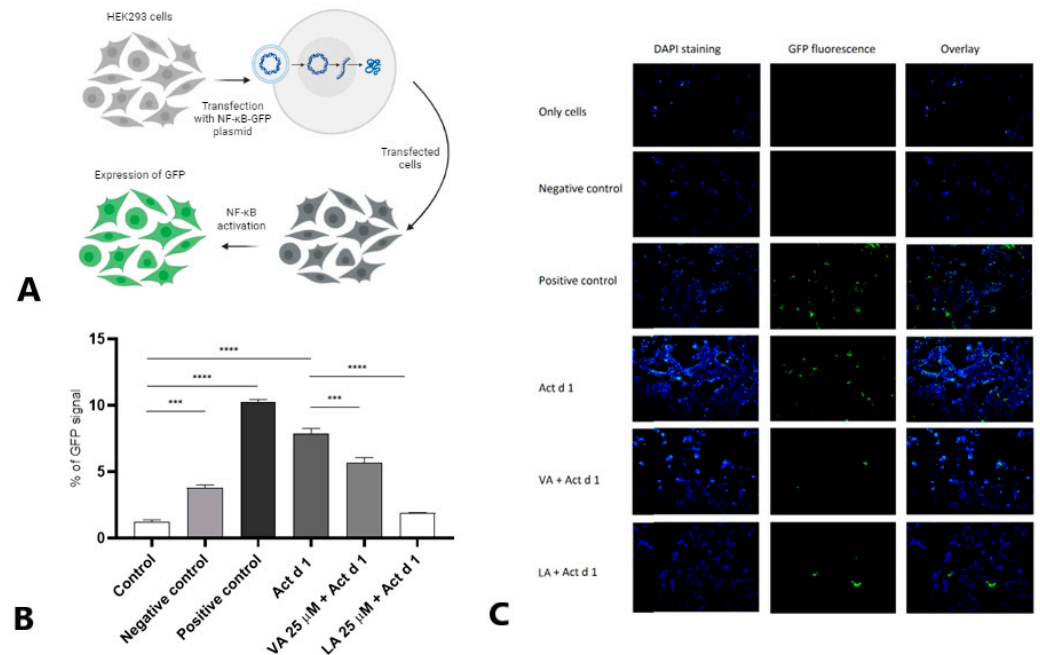 HEK293 cells
Transfection
with NF-κB-GFP
plasmid
Transfected
cells
Expression of GFP
NF-κB
activation
A
15
10
5
0
% of GFP signal
****
****
***
****
***
Control
Negative control
Positive control
Act d 1
VA 25 μM + Act d 1
LA 25 μM + Act d 1
B
DAPI staining GFP fluorescence Overlay
Only cells
Negative control
Positive control
Act d 1
VA + Act d 1
LA + Act d 1
C